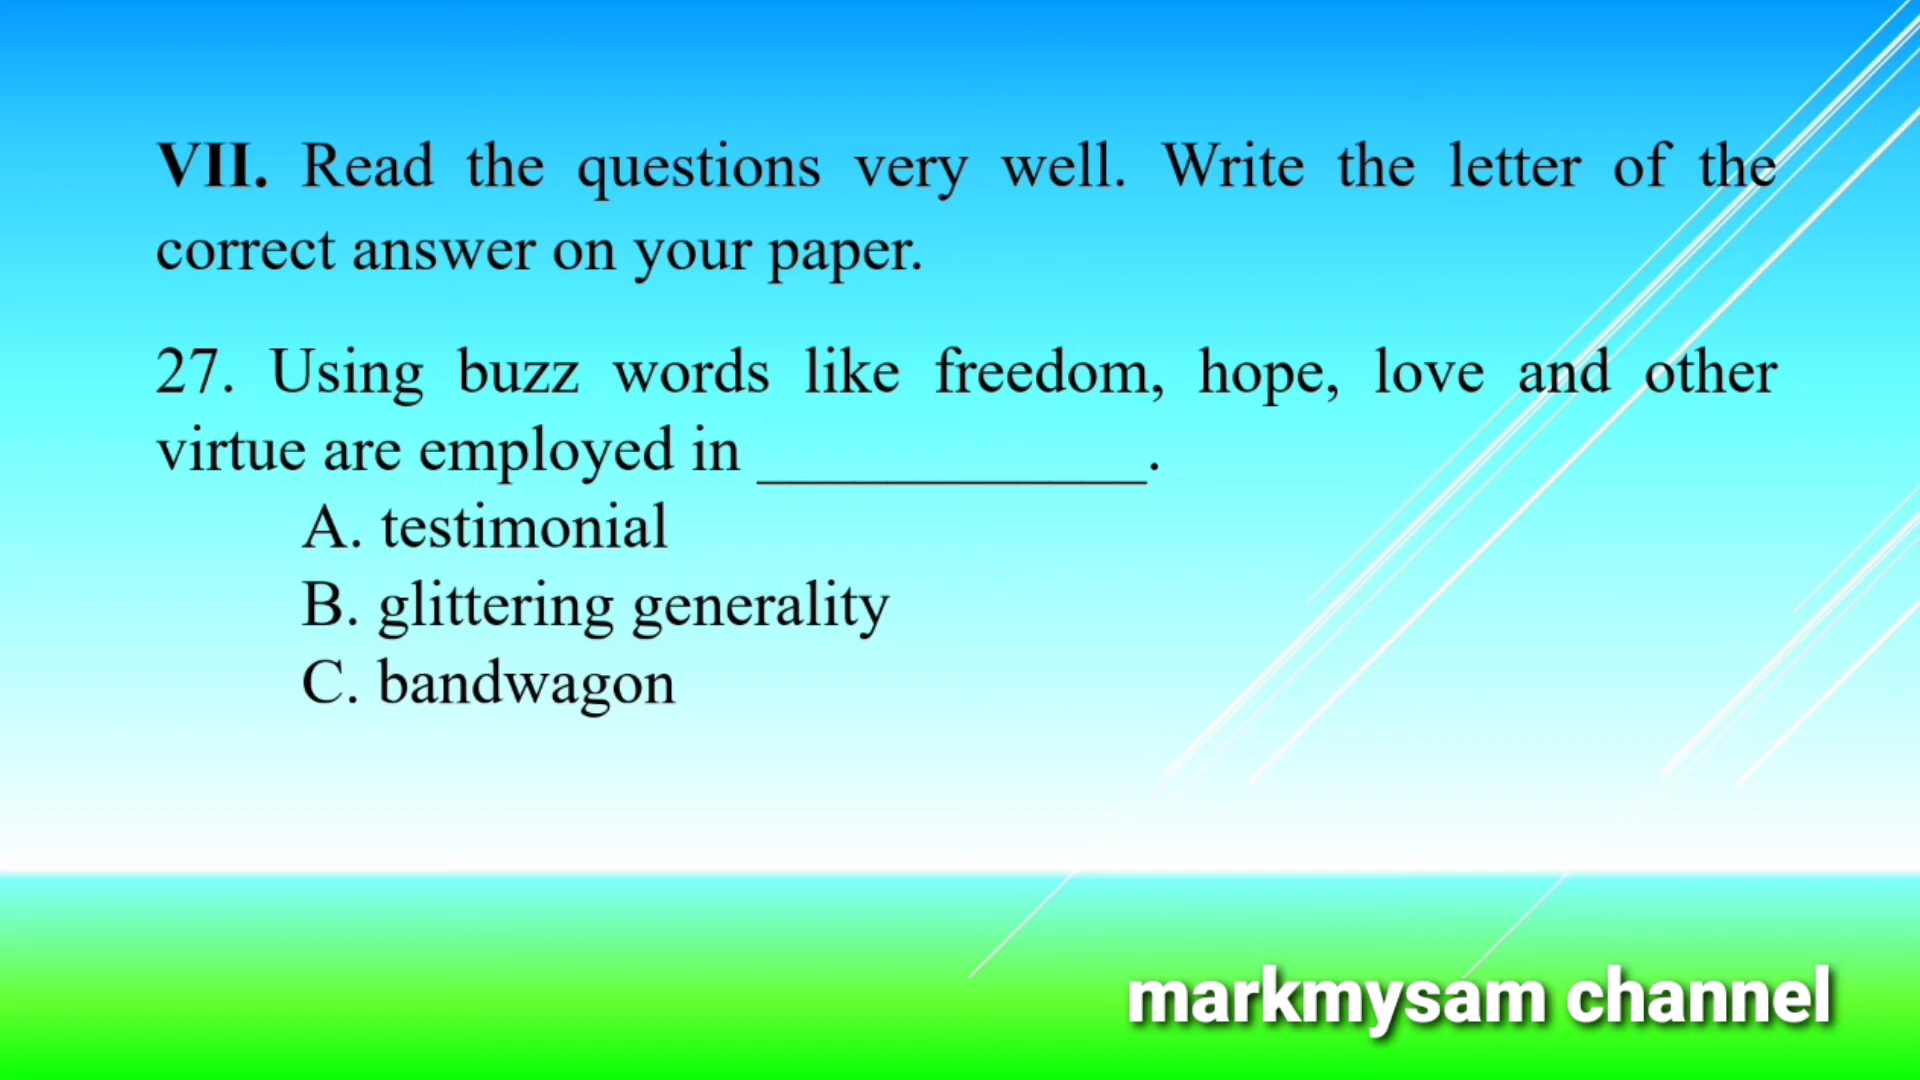 VII. Read the questions very well. Write the letter of the
correct answer on your paper.
27. Using buzz words like freedom, hope, love and other
virtue are employed in _____________.
A. testimonial
B. glittering generality
C. bandwagon
markmysam channel